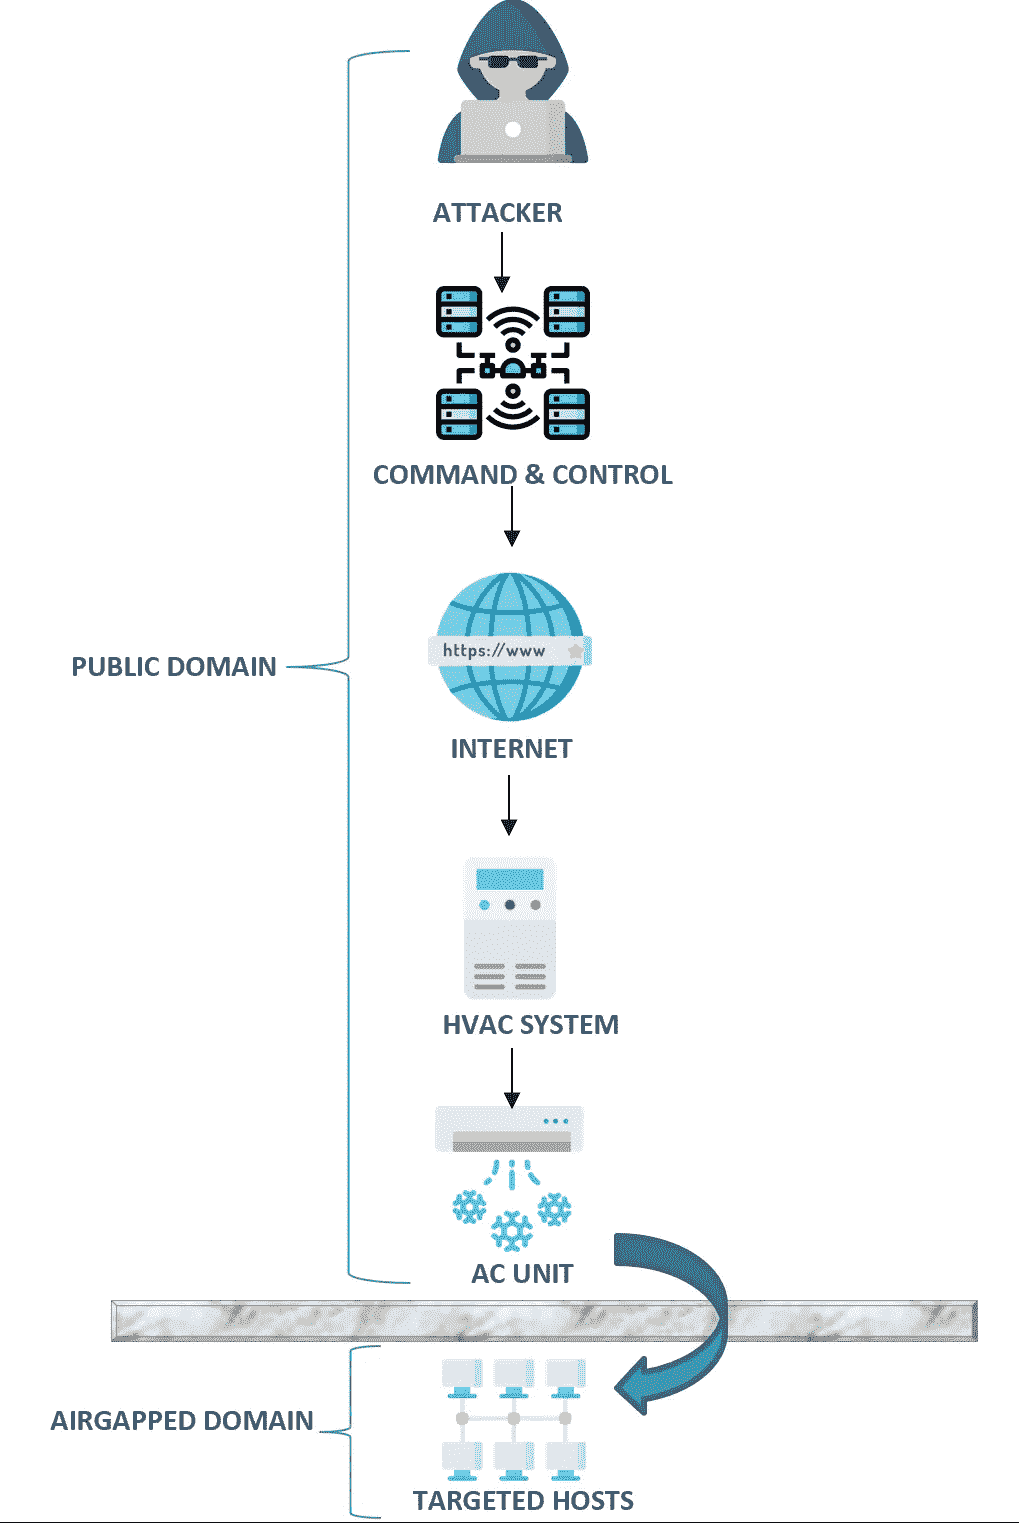 ATTACKER
COMMAND & CONTROL
https://www
PUBLIC DOMAIN
INTERNET
HVAC SYSTEM
AC UNIT
AIRGAPPED DOMAIN
TARGETED HOSTS